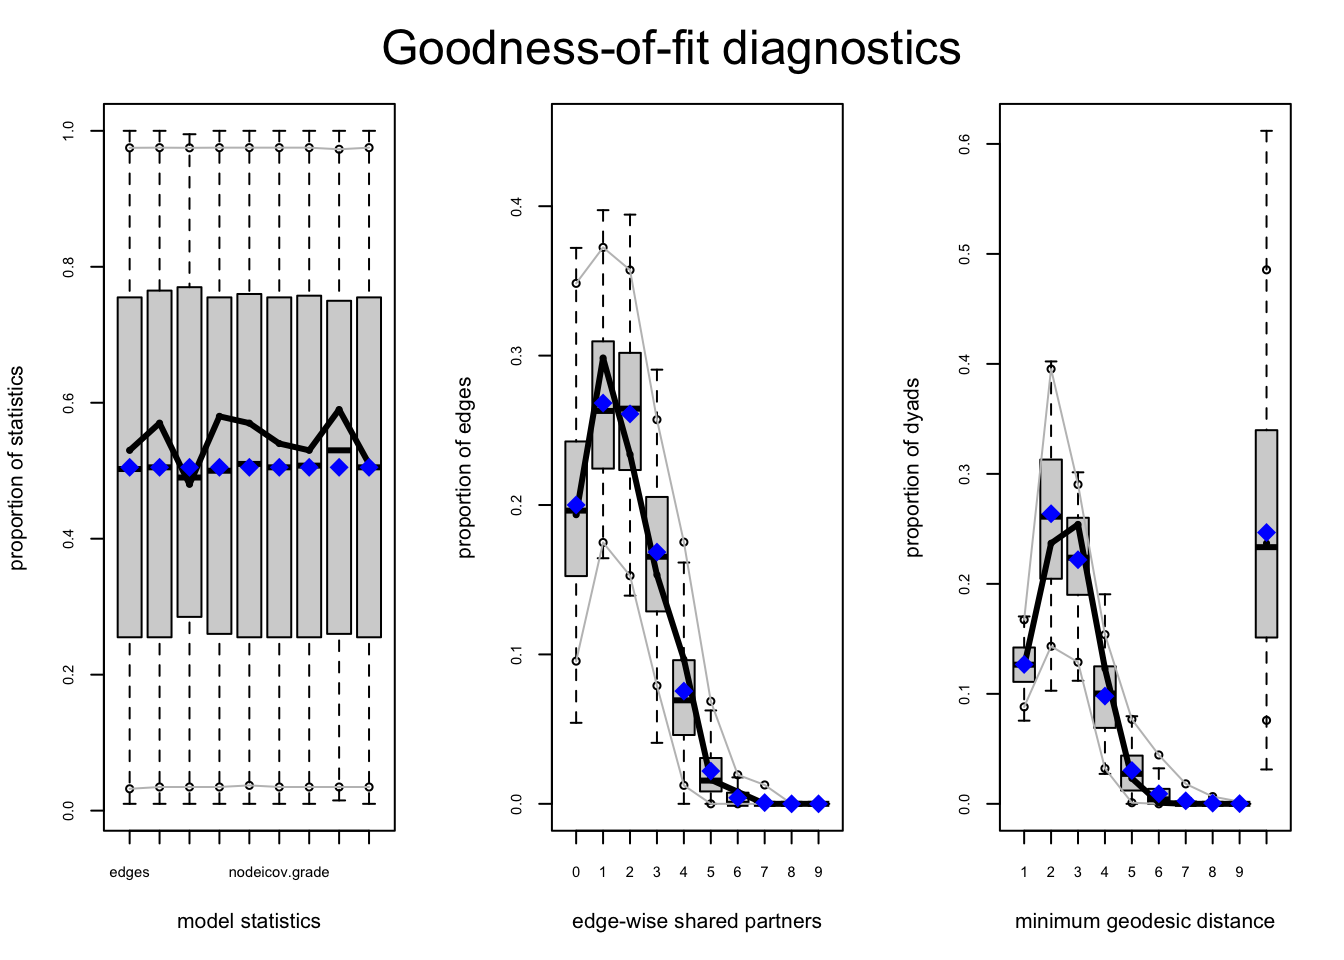 Goodness-of-fit diagnostics
proportion of statistics
0.0 0.2 0.4 0.6 0.8 1.0
edges nodeicov.grade
model statistics
proportion of edges
0.0 0.1 0.2 0.3 0.4
0 1 2 3 4 5 6 7 8 9
edge-wise shared partners
proportion of dyads
0.0 0.1 0.2 0.3 0.4 0.5 0.6
1 2 3 4 5 6 7 8 9
minimum geodesic distance